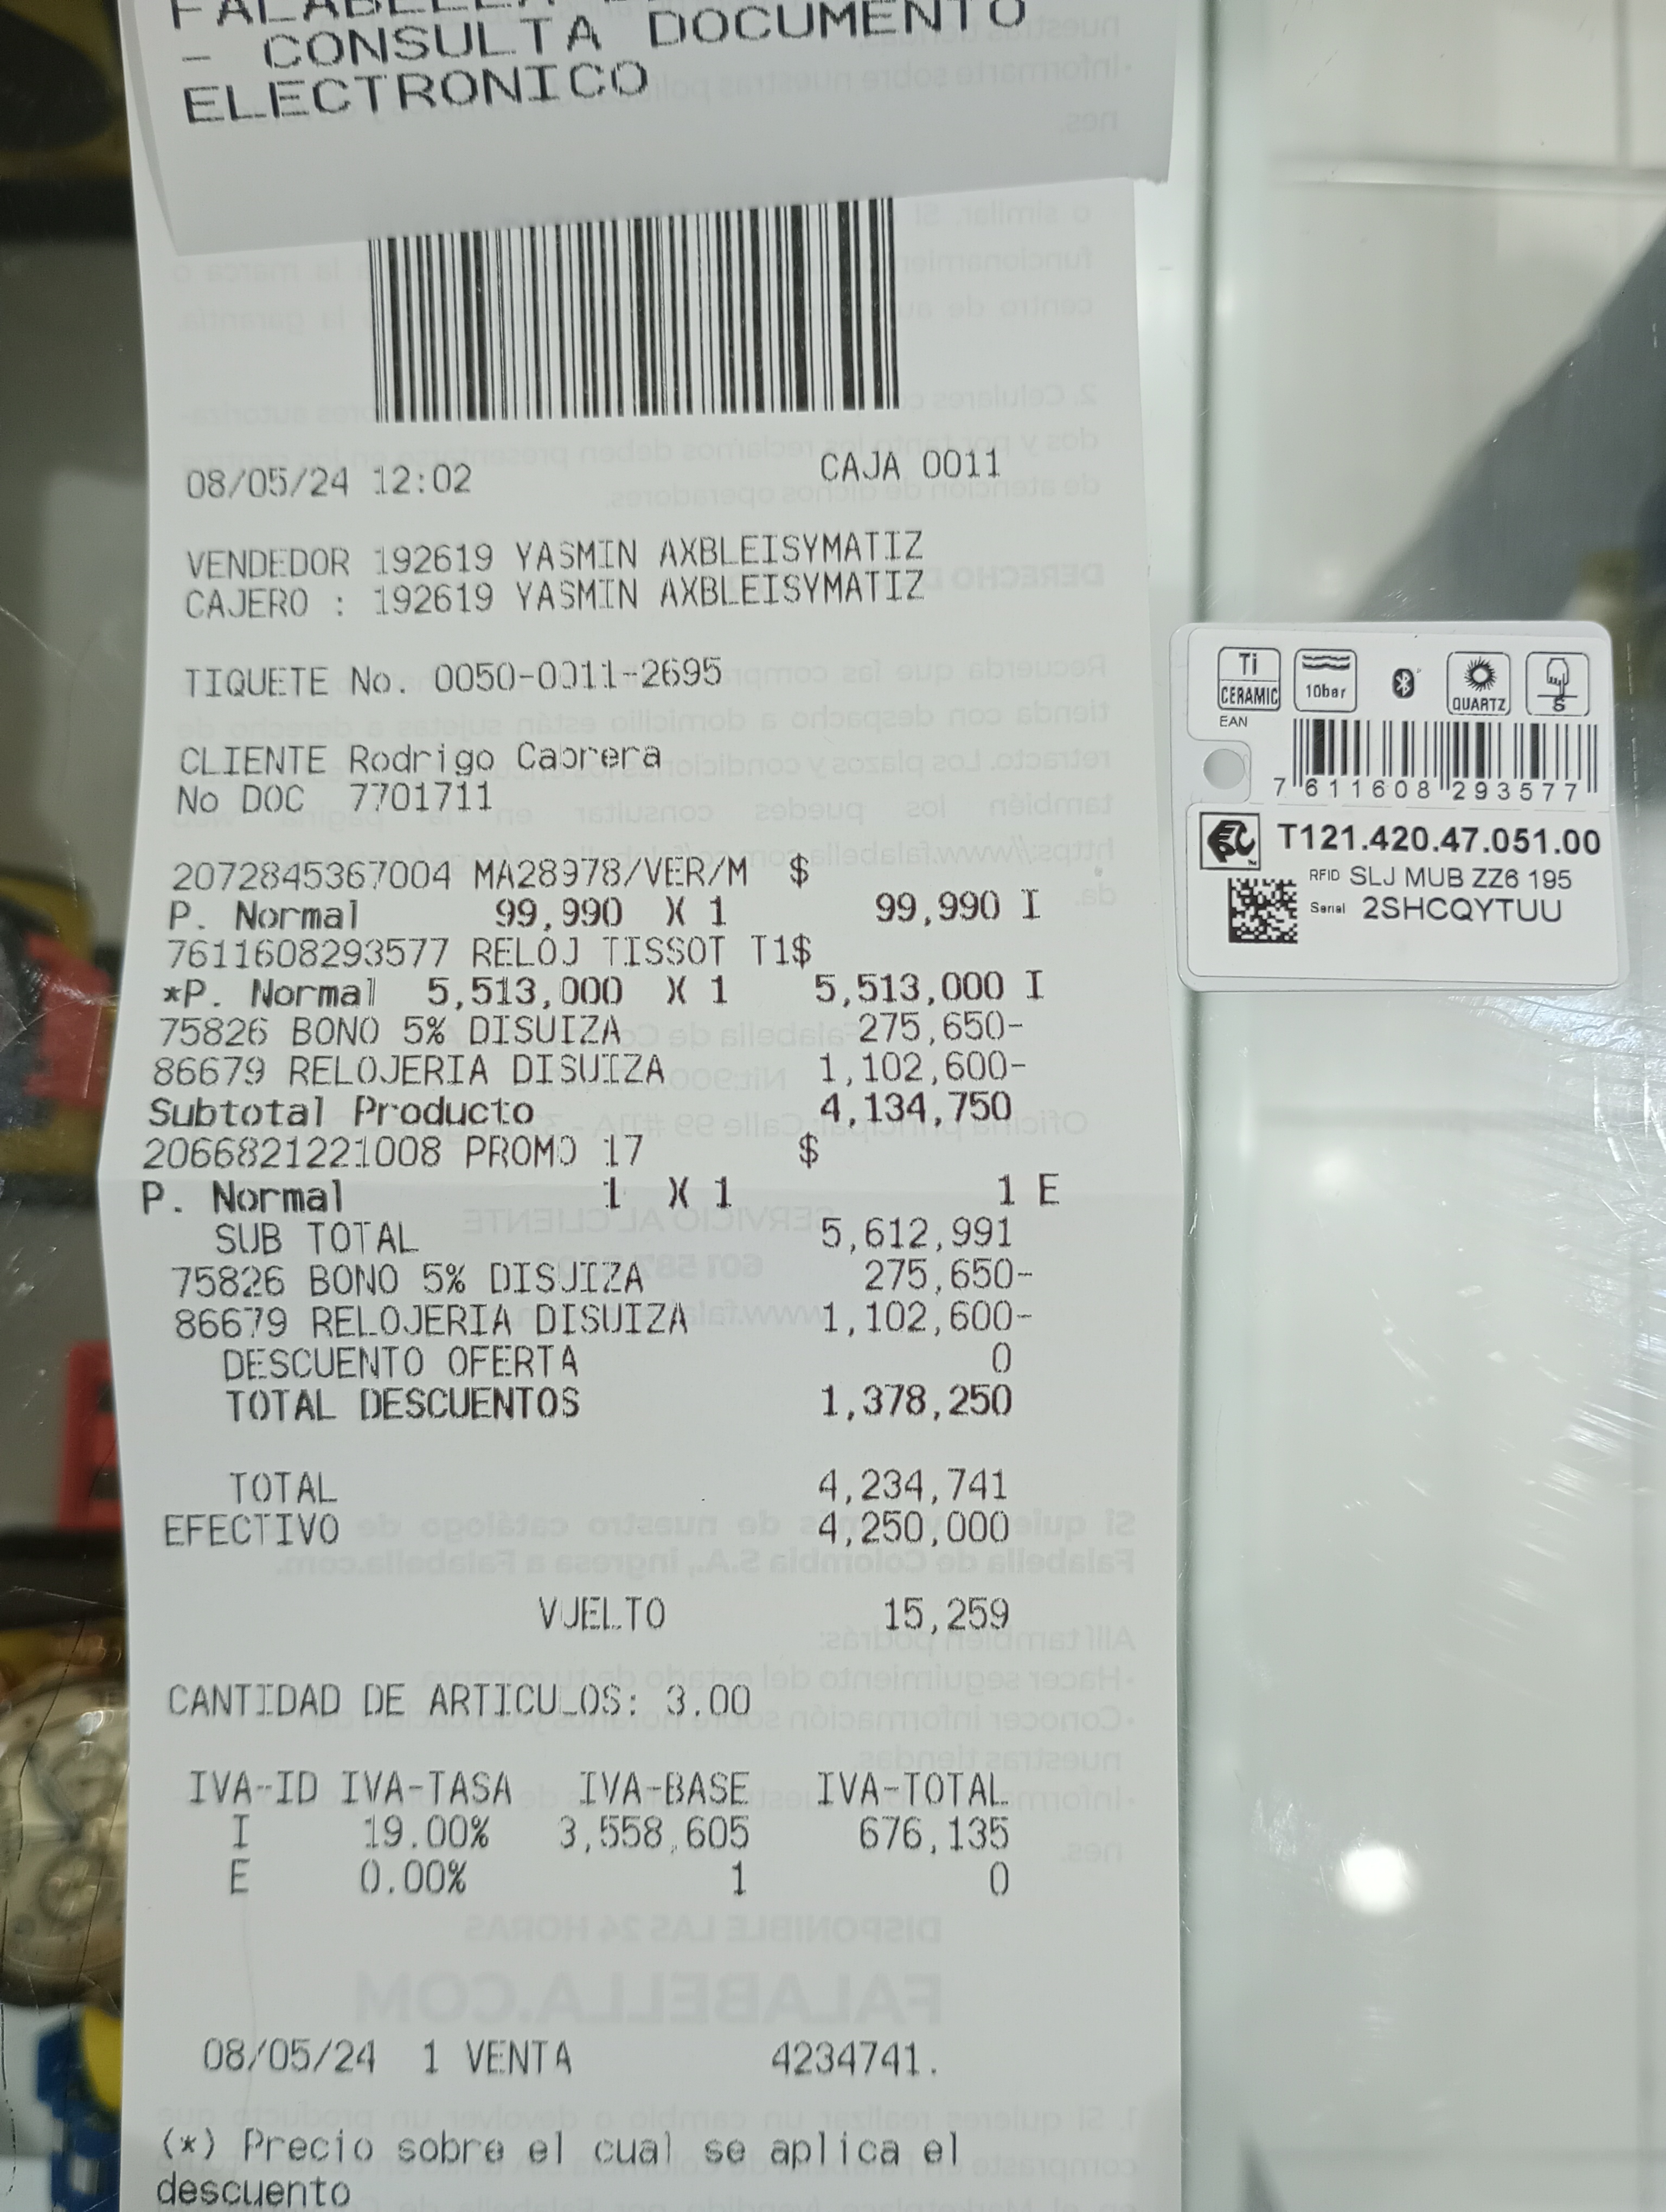 FALABELLA
- CONSULTA DOCUMENTO
ELECTRONICO
08/05/24 12:02 CAJA 0011
VENDEDOR 192619 YASMIN AXBLEISYMATIZ
CAJERO : 192619 YASMIN AXBLEISYMATIZ
TIQUETE No. 0050-0011-2695
CLIENTE Rodrigo Cabrera
No DOC 7701711
2072845367004 MA28978/VER/M $
P. Normal 99,990 X 1 99,990 I
7611608293577 RELOJ TISSOT T1$
*P. Normal 5,513,000 X 1 5,513,000 I
75826 BONO 5% DISUIZA 275,650-
86679 RELOJERIA DISUIZA 1,102,600-
Subtotal Producto 4,134,750
2066821221008 PROMO 17 $
P. Normal 1 X 1 1 E
SUB TOTAL 5,612,991
75826 BONO 5% DISUIZA 275,650-
86679 RELOJERIA DISUIZA 1,102,600-
DESCUENTO OFERTA 0
TOTAL DESCUENTOS 1,378,250
TOTAL 4,234,741
EFECTIVO 4,250,000
VUELTO 15,259
CANTIDAD DE ARTICULOS: 3.00
IVA-ID IVA-TASA IVA-BASE IVA-TOTAL
I 19.00% 3,558,605 676,135
E 0.00% 1 0
08/05/24 1 VENTA 4234741.
(*) Precio sobre el cual se aplica el
descuento
Ti
CERAMIC
10bar
QUARTZ
EAN
7 611608 293577
T121.420.47.051.00
RFID SLJ MUB ZZ6 195
Serial 2SHCQYTUU